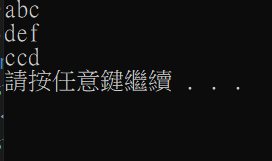 abc
def
ccd
請按任意鍵繼續 . . .